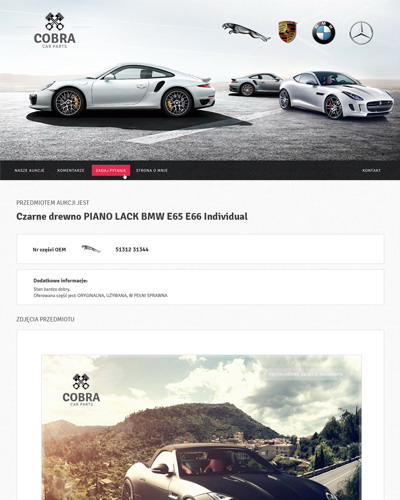 COBRA
CAR PARTS
NASZE AUKCJE
KOMENTARZE
ZADAJ PYTANIE
STRONA O MNIE
KONTAKT
PRZEDMIOTEM AUKCJI JEST
Czarne drewno PIANO LACK BMW E65 E66 Individual
Nr części OEM
51312 31344
Dodatkowe informacje:
Stan bardzo dobry.
Oferowana część jest: ORYGINALNA, UŻYWANA, W PEŁNI SPRAWNA
ZDJĘCIA PRZEDMIOTU
COBRA
CAR PARTS